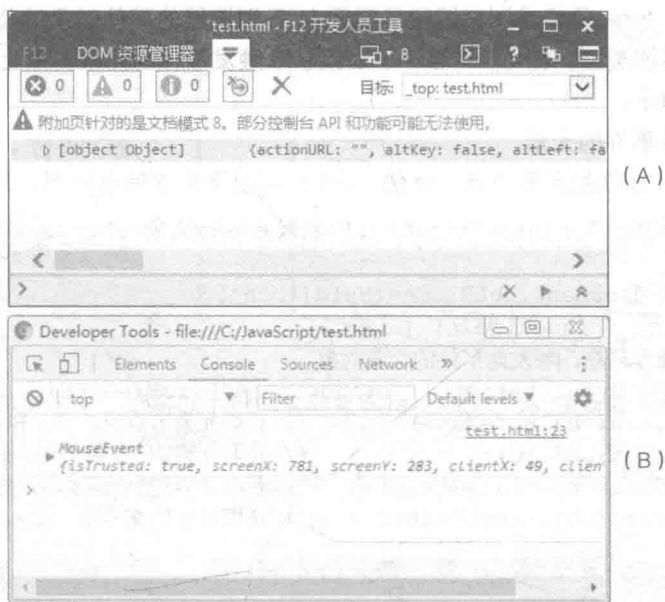 test.html - F12 开发人员工具
F12 DOM 资源管理器 8 ?
0 0 0 目标: _top: test.html
附加页针对的是文档模式 8。部分控制台 API 和功能可能无法使用。
[object Object] {actionURL: "", altKey: false, altLeft: fa
(A)
Developer Tools - file:///C:/JavaScript/test.html
Elements Console Sources Network »
top Filter Default levels
test.html:23
MouseEvent
{isTrusted: true, screenX: 781, screenY: 283, clientX: 49, clien
(B)